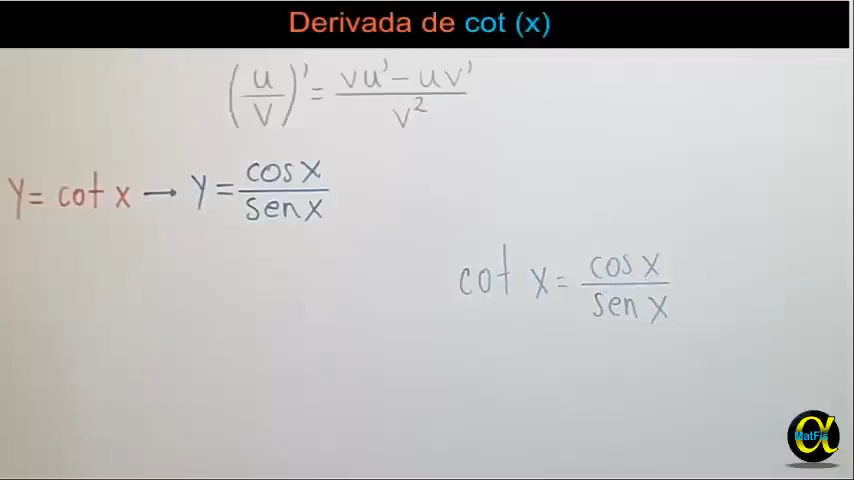 Derivada de cot (x)
(u/v)' = (vu' - uv')/v²
y = cot x → y = cos x / sen x
cot x = cos x / sen x
MatFis α